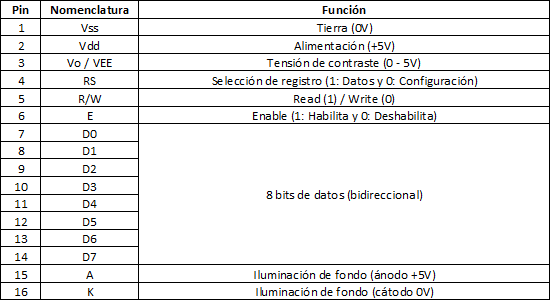 Pin Nomenclatura Función
1 Vss Tierra (0V)
2 Vdd Alimentación (+5V)
3 Vo / VEE Tensión de contraste (0 - 5V)
4 RS Selección de registro (1: Datos y 0: Configuración)
5 R/W Read (1) / Write (0)
6 E Enable (1: Habilita y 0: Deshabilita)
7 D0
8 D1
9 D2
10 D3
8 bits de datos (bidireccional)
11 D4
12 D5
13 D6
14 D7
15 A Iluminación de fondo (ánodo +5V)
16 K Iluminación de fondo (cátodo 0V)